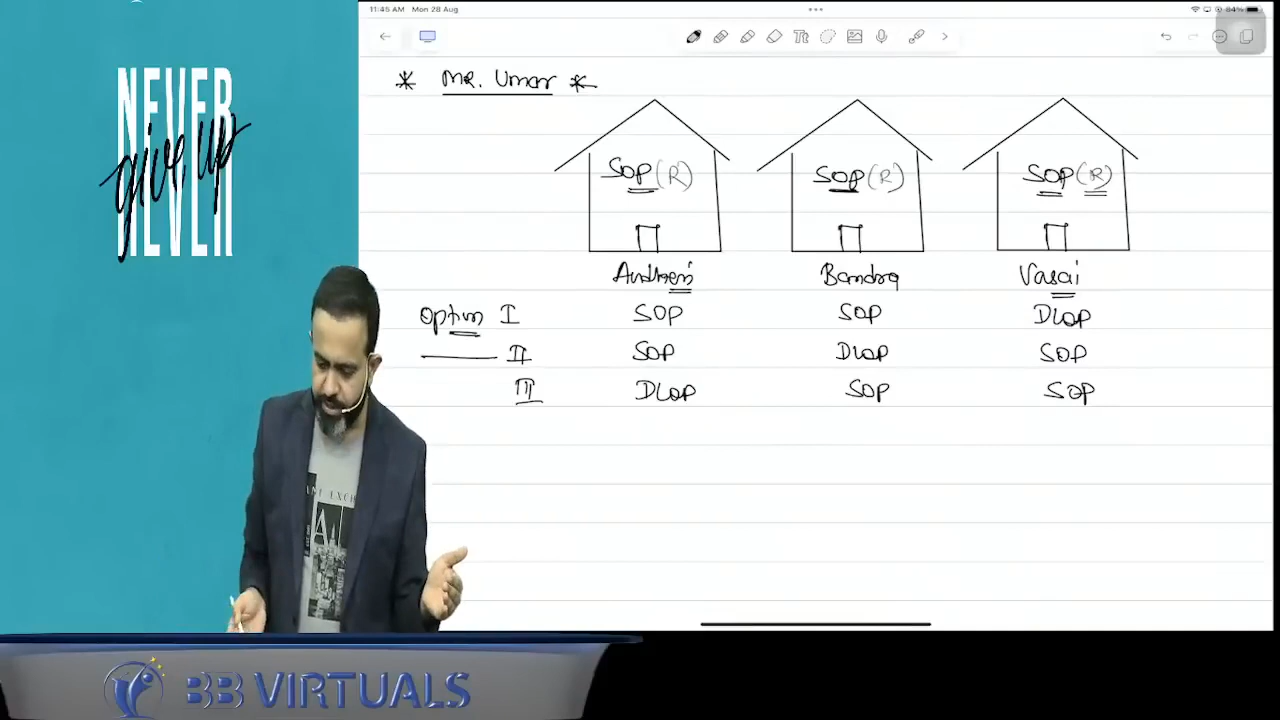 11:45 AM Mon 28 Aug
84%
NEVER
give up
NEVER
* Mr. Umar *
SOP (R) SOP (R) SOP (R)
Andheri Bandra Vasai
Option I SOP SOP DLOP
II SOP DLOP SOP
III DLOP SOP SOP
A
BB VIRTUALS